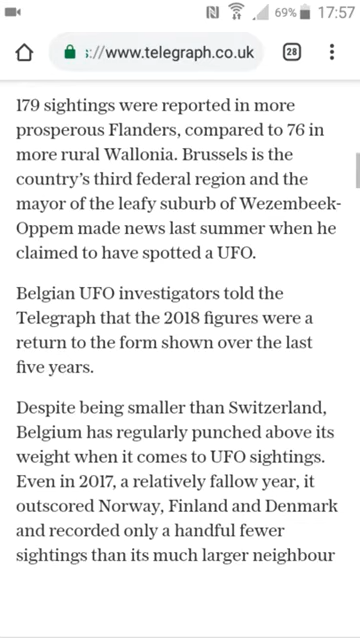 69% 17:57
://www.telegraph.co.uk 28
179 sightings were reported in more
prosperous Flanders, compared to 76 in
more rural Wallonia. Brussels is the
country's third federal region and the
mayor of the leafy suburb of Wezembeek-
Oppem made news last summer when he
claimed to have spotted a UFO.
Belgian UFO investigators told the
Telegraph that the 2018 figures were a
return to the form shown over the last
five years.
Despite being smaller than Switzerland,
Belgium has regularly punched above its
weight when it comes to UFO sightings.
Even in 2017, a relatively fallow year, it
outscored Norway, Finland and Denmark
and recorded only a handful fewer
sightings than its much larger neighbour